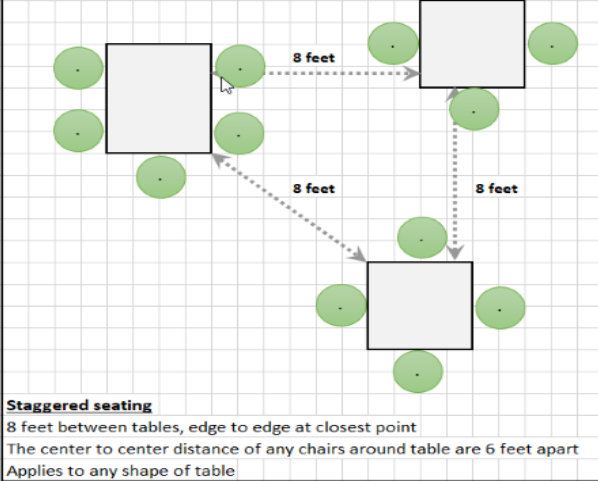 8 feet
8 feet
8 feet
Staggered seating
8 feet between tables, edge to edge at closest point
The center to center distance of any chairs around table are 6 feet apart
Applies to any shape of table